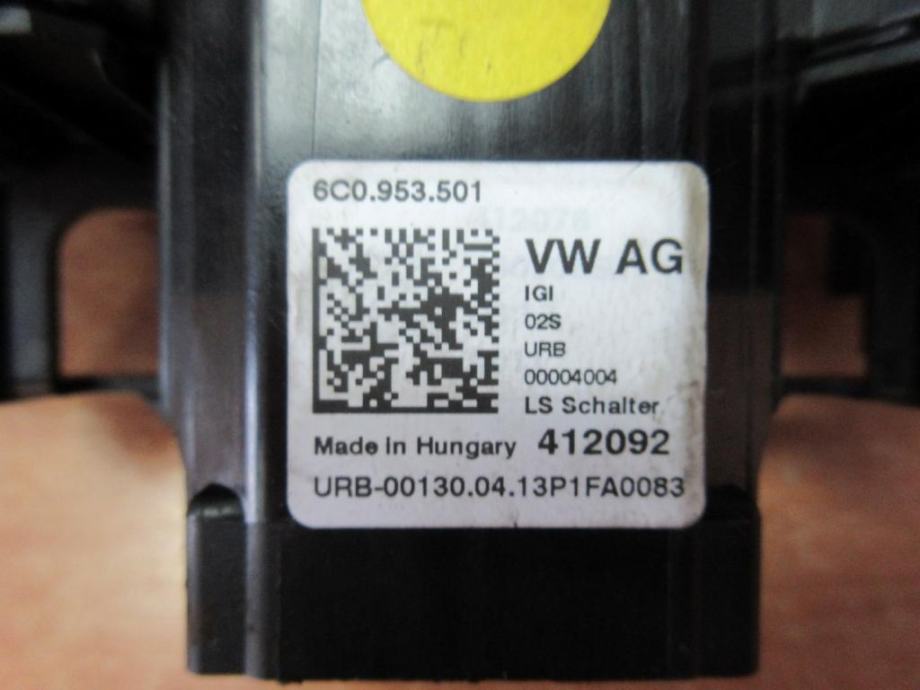 6C0.953.501
VW AG
IGI
02S
URB
00004004
LS Schalter
Made in Hungary 412092
URB-00130.04.13P1FA0083